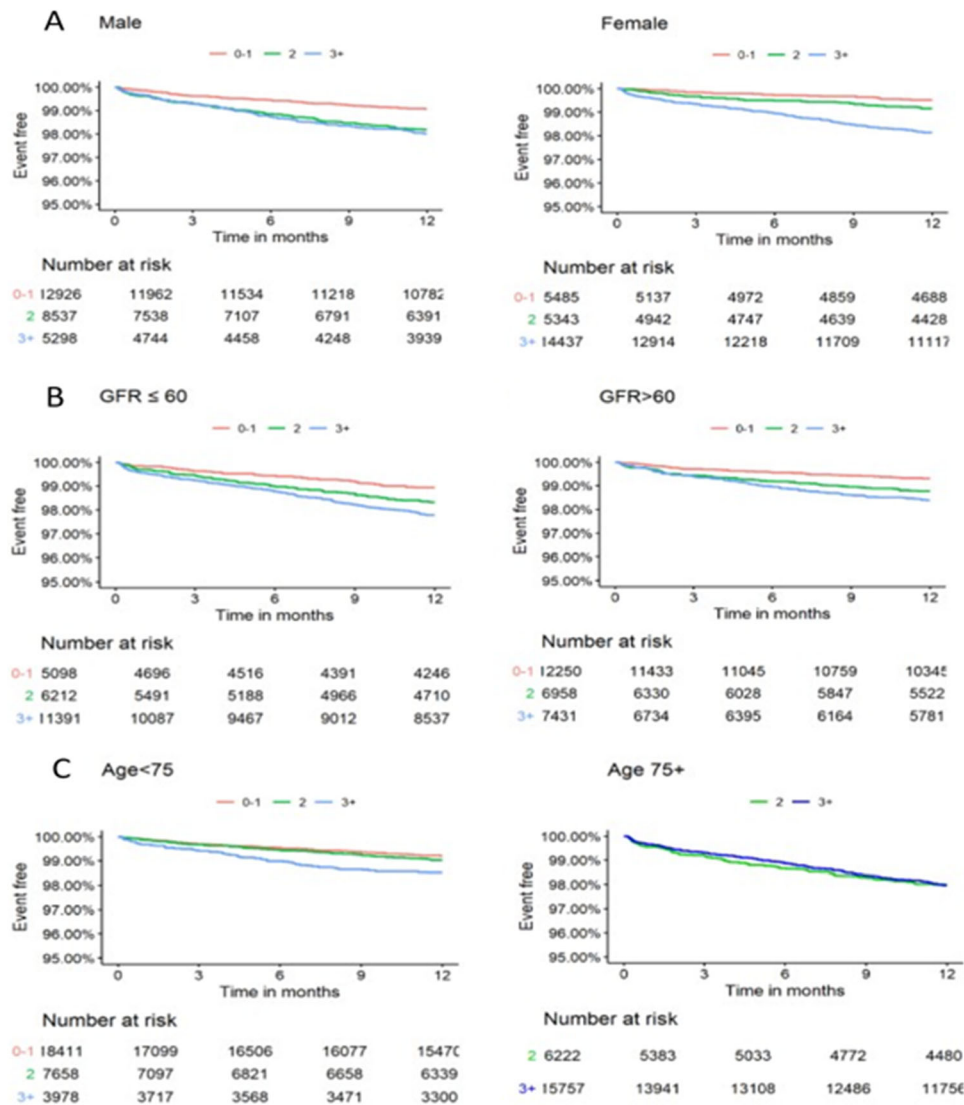 A Male
0-1 2 3+
100.00%
99.00%
98.00%
97.00%
96.00%
95.00%
Event free
0 3 6 9 12
Time in months
Number at risk
0-1 12926 11962 11534 11218 10782
2 8537 7538 7107 6791 6391
3+ 5298 4744 4458 4248 3939
Female
0-1 2 3+
100.00%
99.00%
98.00%
97.00%
96.00%
95.00%
Event free
0 3 6 9 12
Time in months
Number at risk
0-1 5485 5137 4972 4859 4688
2 5343 4942 4747 4639 4428
3+ 14437 12914 12218 11709 11117
B GFR ≤ 60
0-1 2 3+
100.00%
99.00%
98.00%
97.00%
96.00%
95.00%
Event free
0 3 6 9 12
Time in months
Number at risk
0-1 5098 4696 4516 4391 4246
2 6212 5491 5188 4966 4710
3+ 11391 10087 9467 9012 8537
GFR>60
0-1 2 3+
100.00%
99.00%
98.00%
97.00%
96.00%
95.00%
Event free
0 3 6 9 12
Time in months
Number at risk
0-1 12250 11433 11045 10759 10345
2 6958 6330 6028 5847 5522
3+ 7431 6734 6395 6164 5781
C Age<75
0-1 2 3+
100.00%
99.00%
98.00%
97.00%
96.00%
95.00%
Event free
0 3 6 9 12
Time in months
Number at risk
0-1 18411 17099 16506 16077 15470
2 7658 7097 6821 6658 6339
3+ 3978 3717 3568 3471 3300
Age 75+
2 3+
100.00%
99.00%
98.00%
97.00%
96.00%
95.00%
Event free
0 3 6 9 12
Time in months
Number at risk
2 6222 5383 5033 4772 4480
3+ 15757 13941 13108 12486 11756